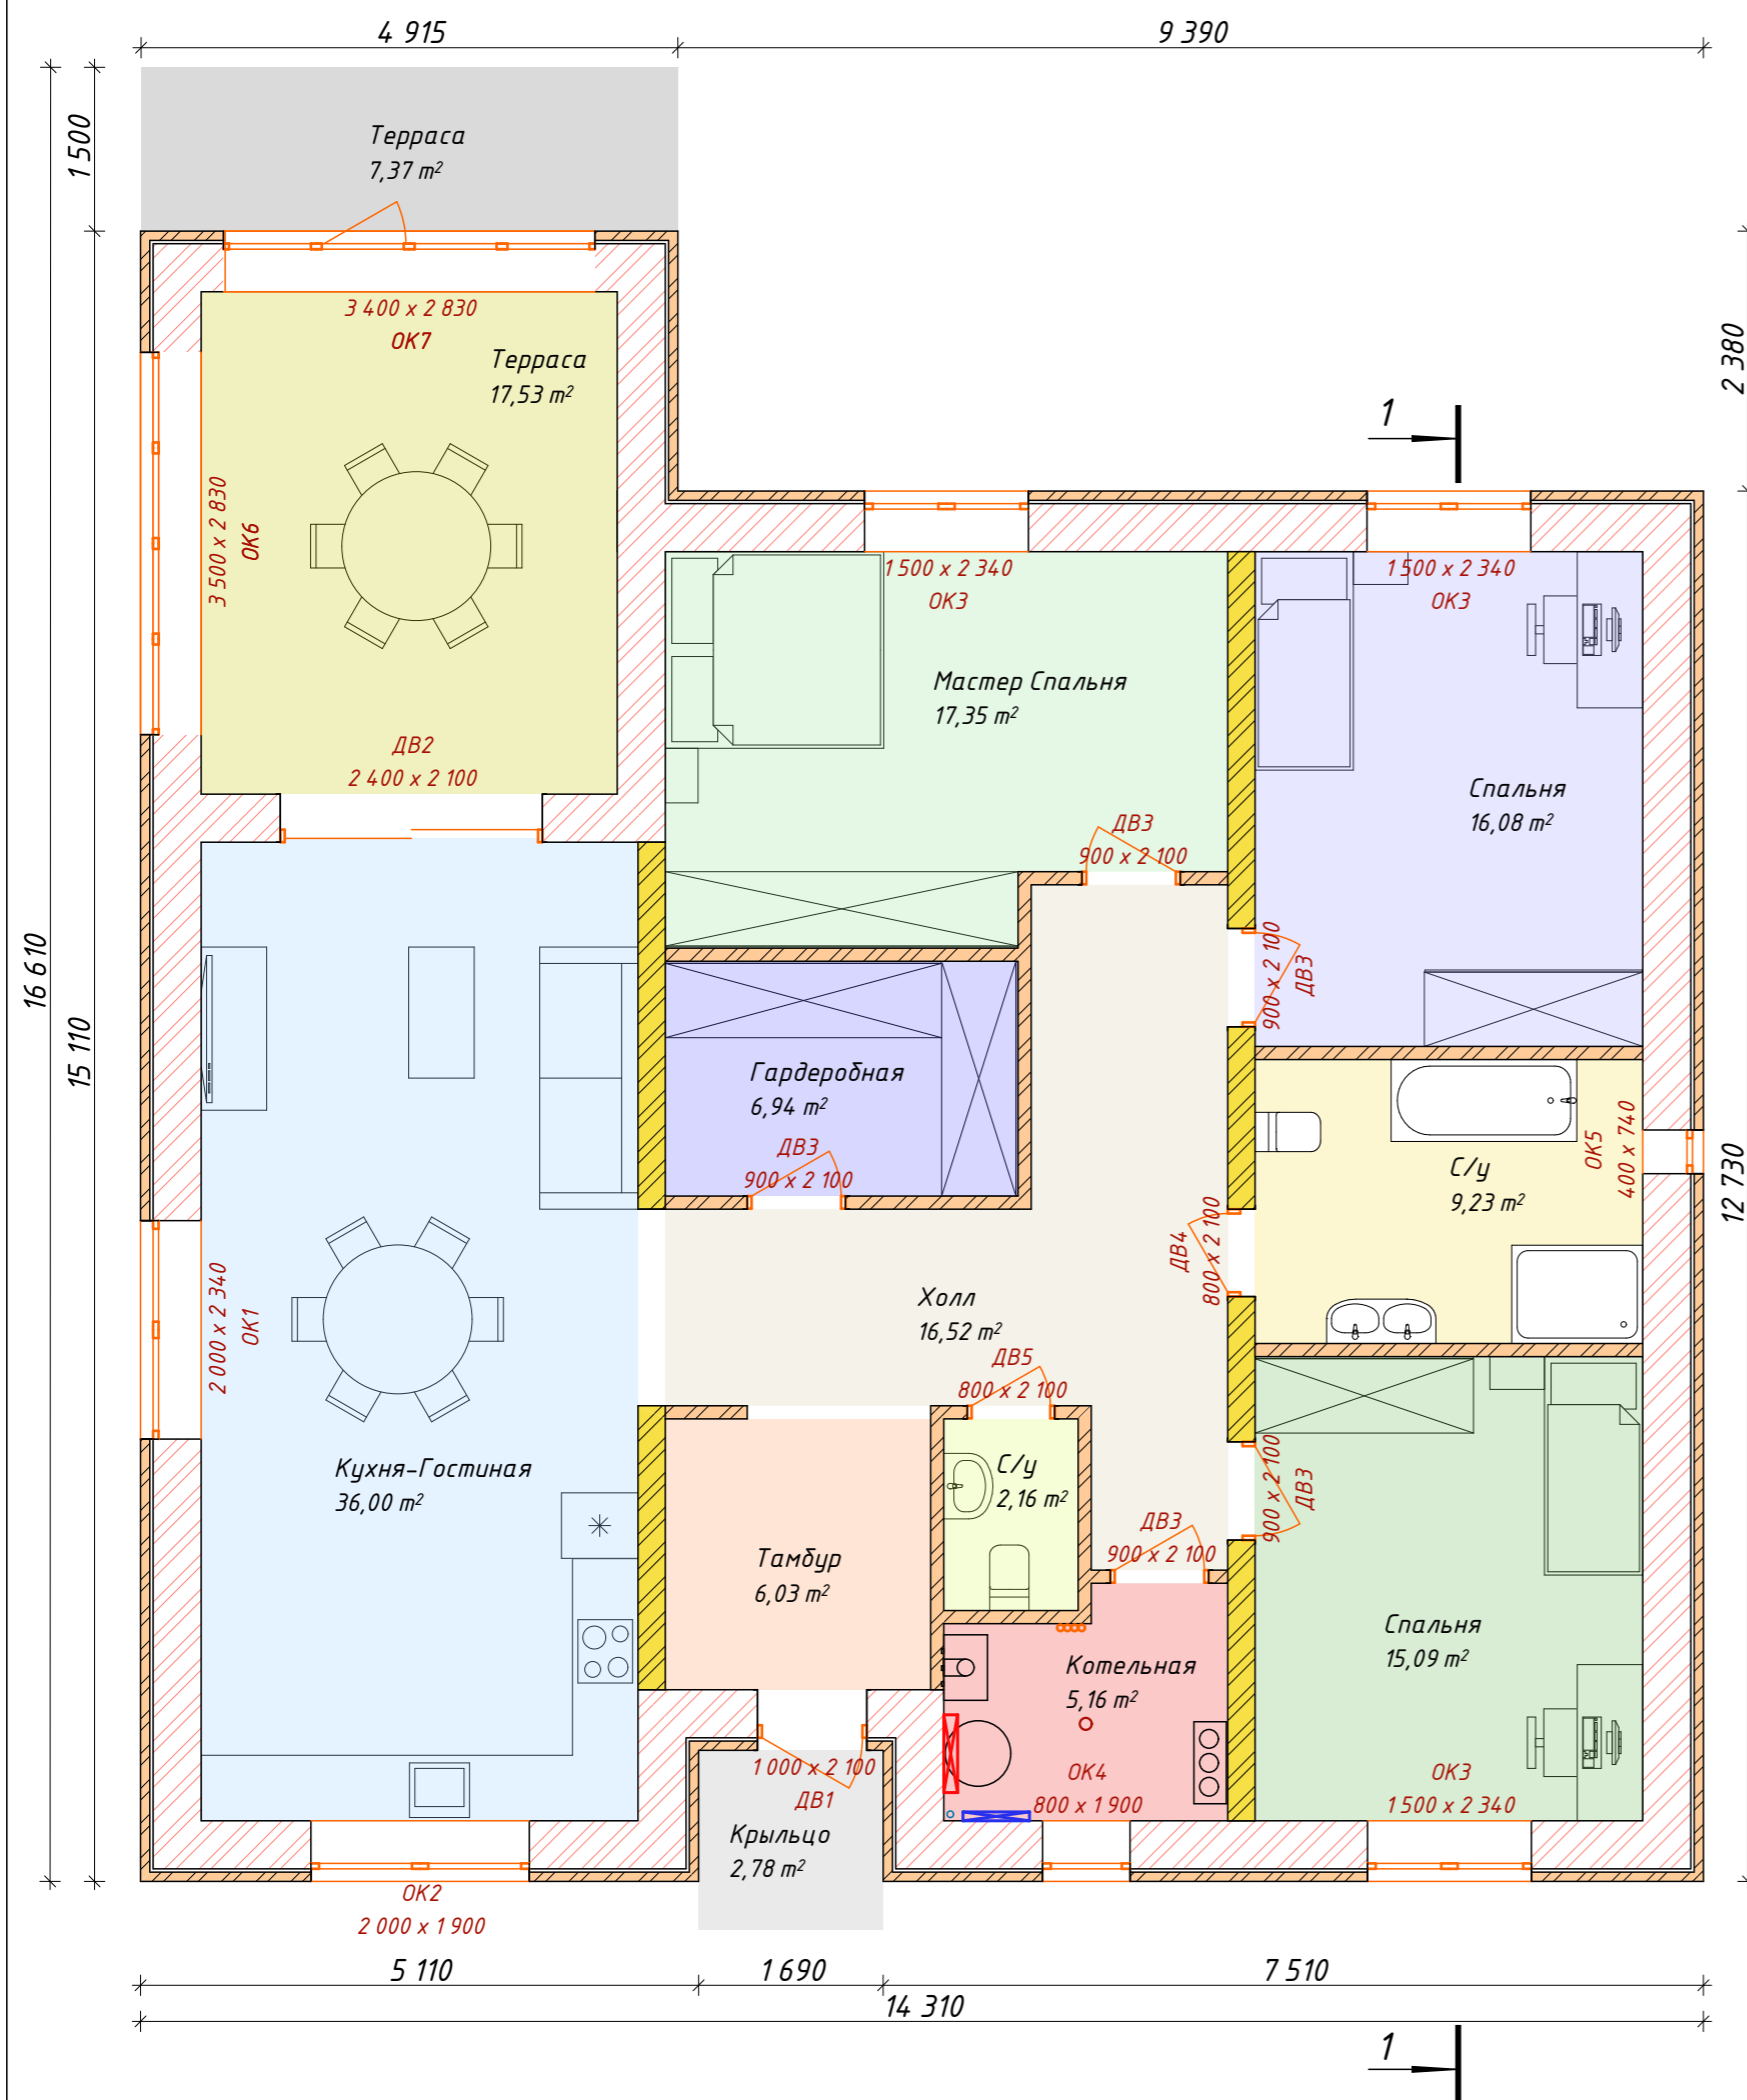 4 915
9 390
1 500
Терраса
7,37 m²
3 400 x 2 830
ОК7
Терраса
17,53 m²
2 380
1
3 500 x 2 830
ОК6
1 500 x 2 340
ОК3
1 500 x 2 340
ОК3
Мастер Спальня
17,35 m²
ДВ2
2 400 x 2 100
Спальня
16,08 m²
ДВ3
900 x 2 100
16 610
15 110
900 x 2 100
ДВ3
Гардеробная
6,94 m²
ДВ3
900 x 2 100
С/у
9,23 m²
ОК5
400 x 740
12 730
ДВ4
800 x 2 100
2 000 x 2 340
ОК1
Холл
16,52 m²
ДВ5
800 x 2 100
Кухня-Гостиная
36,00 m²
С/у
2,16 m²
900 x 2 100
ДВ3
ДВ3
900 x 2 100
Тамбур
6,03 m²
Спальня
15,09 m²
Котельная
5,16 m²
1 000 x 2 100
ДВ1
ОК4
800 x 1 900
ОК3
1 500 x 2 340
Крыльцо
2,78 m²
ОК2
2 000 x 1 900
5 110
1 690
7 510
14 310
1